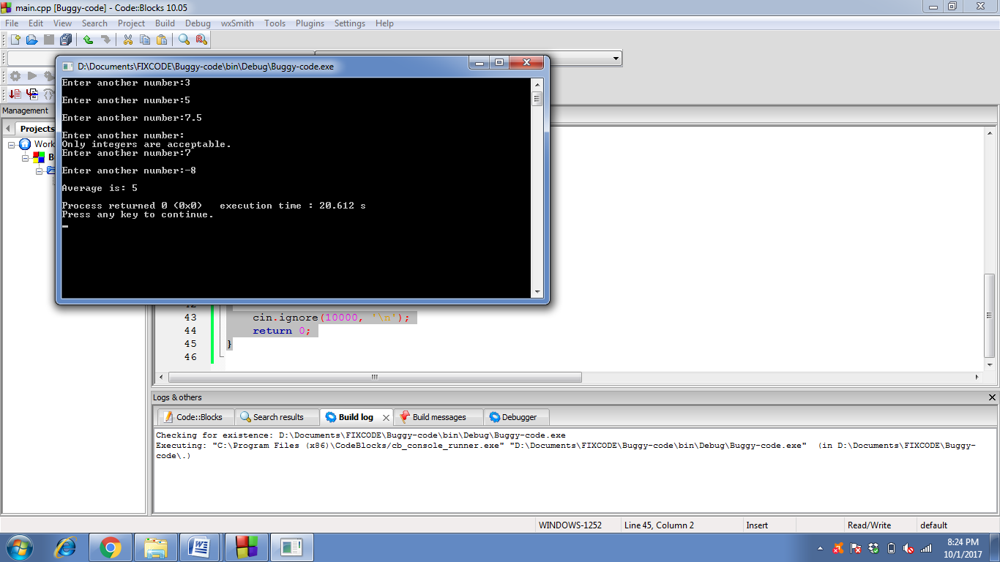 main.cpp [Buggy-code] - Code::Blocks 10.05
File Edit View Search Project Build Debug wxSmith Tools Plugins Settings Help
D:\Documents\FIXCODE\Buggy-code\bin\Debug\Buggy-code.exe
Enter another number:3
Enter another number:5
Enter another number:7.5
Enter another number:
Only integers are acceptable.
Enter another number:7
Enter another number:-8
Average is: 5
Process returned 0 (0x0)   execution time : 20.612 s
Press any key to continue.
Management
Projects
Work
B
42
43 cin.ignore(10000, '\n');
44 return 0;
45 }
46
Logs & others
Code::Blocks Search results Build log Build messages Debugger
Checking for existence: D:\Documents\FIXCODE\Buggy-code\bin\Debug\Buggy-code.exe
Executing: "C:\Program Files (x86)\CodeBlocks/cb_console_runner.exe" "D:\Documents\FIXCODE\Buggy-code\bin\Debug\Buggy-code.exe"  (in D:\Documents\FIXCODE\Buggy-
code\.)
WINDOWS-1252 Line 45, Column 2 Insert Read/Write default
8:24 PM
10/1/2017